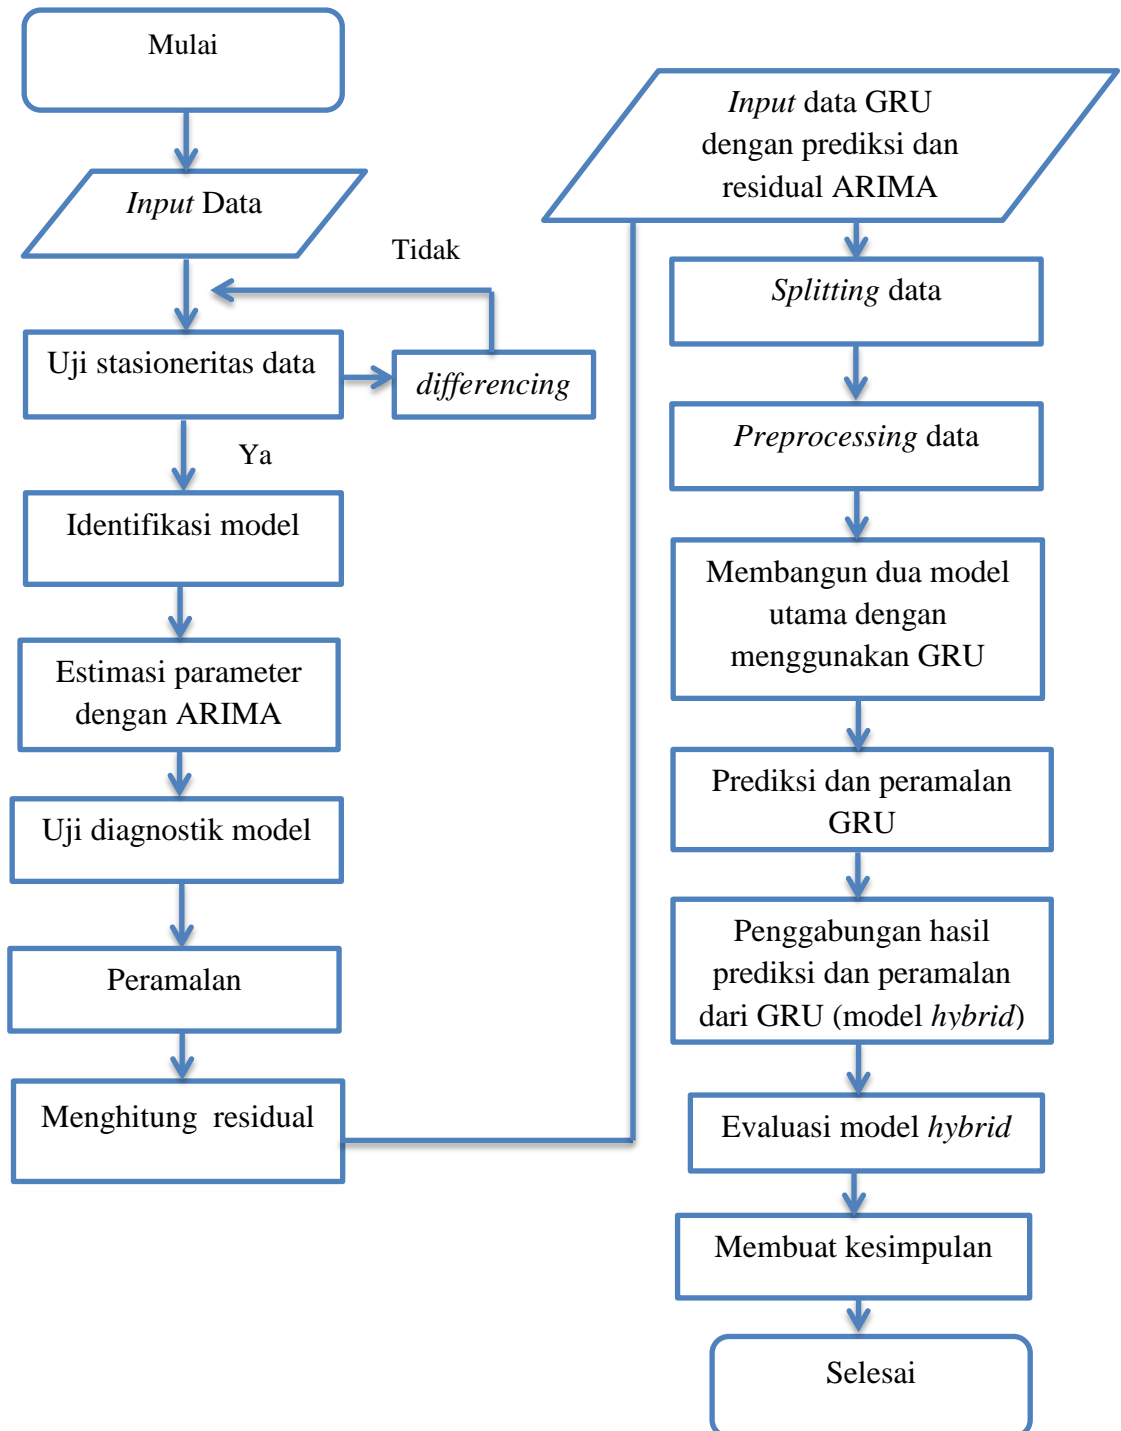 Mulai
Input Data
Tidak
Uji stasioneritas data
differencing
Ya
Identifikasi model
Estimasi parameter
dengan ARIMA
Uji diagnostik model
Peramalan
Menghitung residual
Input data GRU
dengan prediksi dan
residual ARIMA
Splitting data
Preprocessing data
Membangun dua model
utama dengan
menggunakan GRU
Prediksi dan peramalan
GRU
Penggabungan hasil
prediksi dan peramalan
dari GRU (model hybrid)
Evaluasi model hybrid
Membuat kesimpulan
Selesai